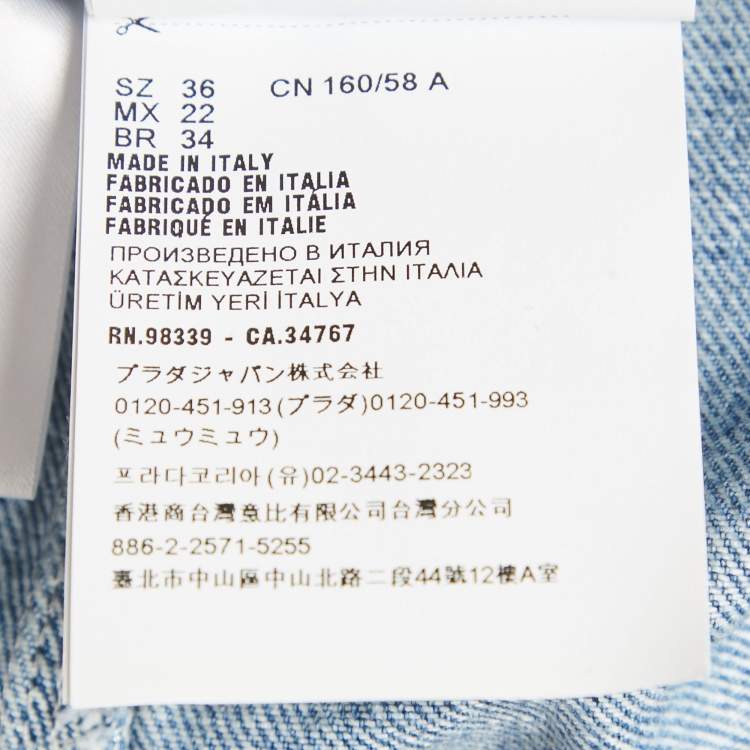 SZ 36 CN 160/58 A
MX 22
BR 34
MADE IN ITALY
FABRICADO EN ITALIA
FABRICADO EM ITÁLIA
FABRIQUÉ EN ITALIE
ПРОИЗВЕДЕНО В ИТАЛИЯ
ΚΑΤΑΣΚΕΥΑΖΕΤΑΙ ΣΤΗΝ ΙΤΑΛΙΑ
ÜRETİM YERİ İTALYA
RN.98339 - CA.34767
プラダジャパン株式会社
0120-451-913(プラダ)0120-451-993
(ミュウミュウ)
프라다코리아(유)02-3443-2323
香港商台灣意比有限公司台灣分公司
886-2-2571-5255
臺北市中山區中山北路二段44號12樓A室